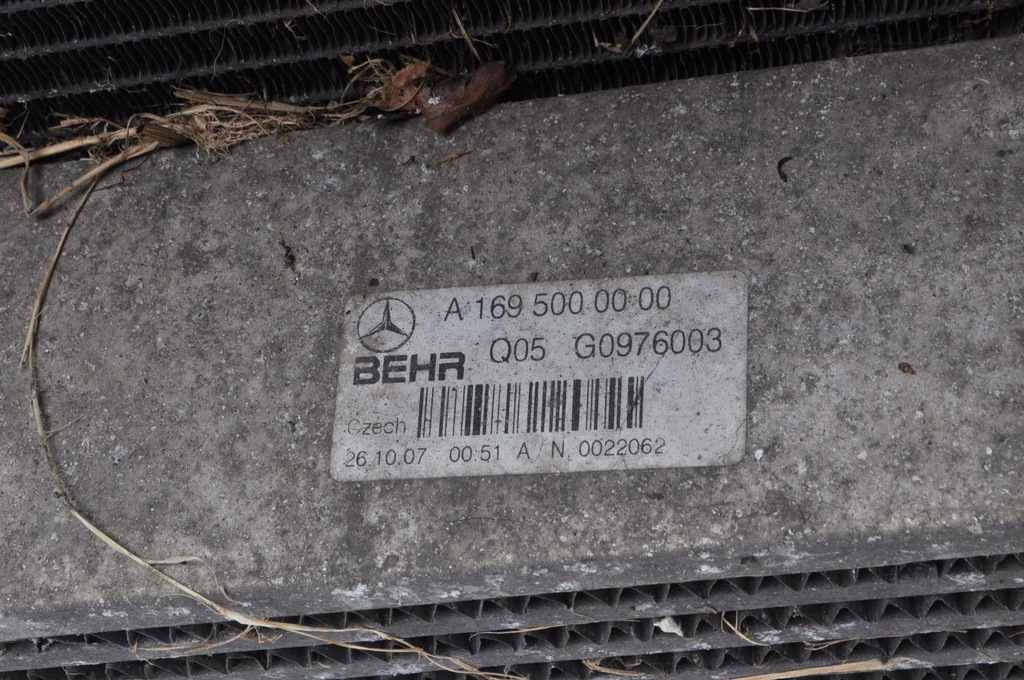 A 169 500 00 00
BEHR Q05 G0976003
Czech
26.10.07 00:51 A / N 0022062